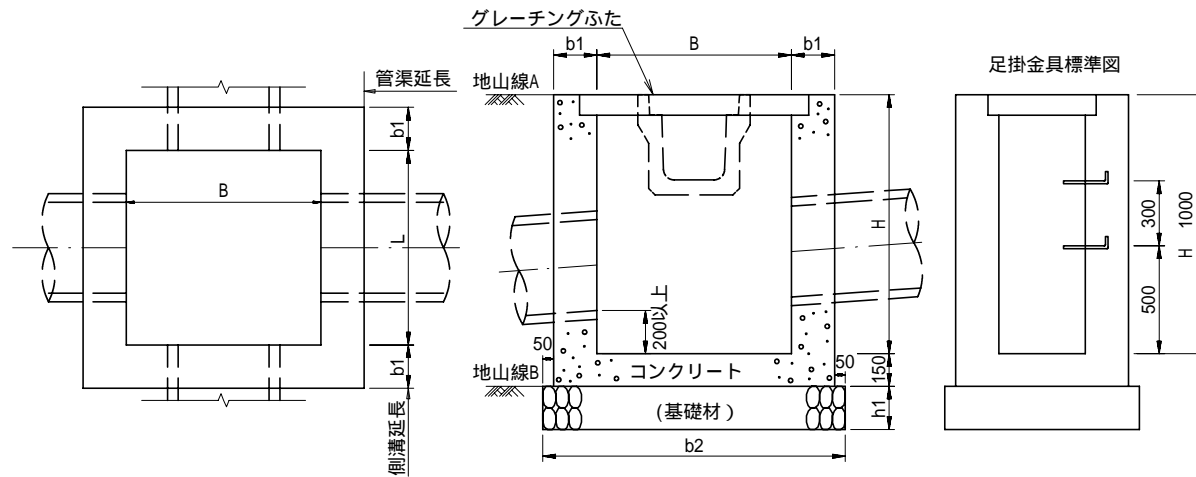 グレーチングふた
b1
B
b1
管渠延長
地山線A
足掛金具標準図
b1
B
L
H
300
1000
H
500
200以上
50
コンクリート
50
150
地山線B
b1
(基礎材)
h1
側溝延長
b2